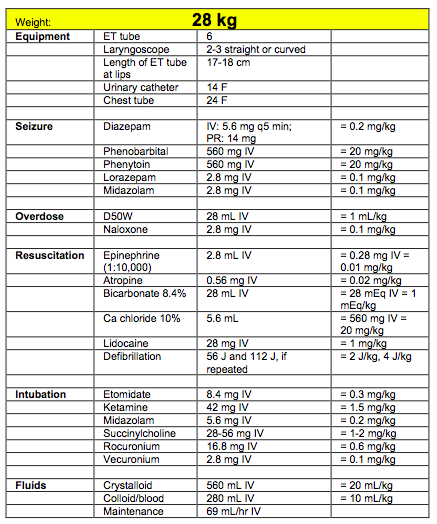 Weight: 28 kg
Equipment ET tube 6
Laryngoscope 2-3 straight or curved
Length of ET tube 17-18 cm
at lips
Urinary catheter 14 F
Chest tube 24 F
Seizure Diazepam IV: 5.6 mg q5 min; = 0.2 mg/kg
PR: 14 mg
Phenobarbital 560 mg IV = 20 mg/kg
Phenytoin 560 mg IV = 20 mg/kg
Lorazepam 2.8 mg IV = 0.1 mg/kg
Midazolam 2.8 mg IV = 0.1 mg/kg
Overdose D50W 28 mL IV = 1 mL/kg
Naloxone 2.8 mg IV = 0.1 mg/kg
Resuscitation Epinephrine 2.8 mL IV = 0.28 mg IV =
(1:10,000) 0.01 mg/kg
Atropine 0.56 mg IV = 0.02 mg/kg
Bicarbonate 8.4% 28 mL IV = 28 mEq IV = 1
mEq/kg
Ca chloride 10% 5.6 mL = 560 mg IV =
20 mg/kg
Lidocaine 28 mg IV = 1 mg/kg
Defibrillation 56 J and 112 J, if = 2 J/kg, 4 J/kg
repeated
Intubation Etomidate 8.4 mg IV = 0.3 mg/kg
Ketamine 42 mg IV = 1.5 mg/kg
Midazolam 5.6 mg IV = 0.2 mg/kg
Succinylcholine 28-56 mg IV = 1-2 mg/kg
Rocuronium 16.8 mg IV = 0.6 mg/kg
Vecuronium 2.8 mg IV = 0.1 mg/kg
Fluids Crystalloid 560 mL IV = 20 mL/kg
Colloid/blood 280 mL IV = 10 mL/kg
Maintenance 69 mL/hr IV